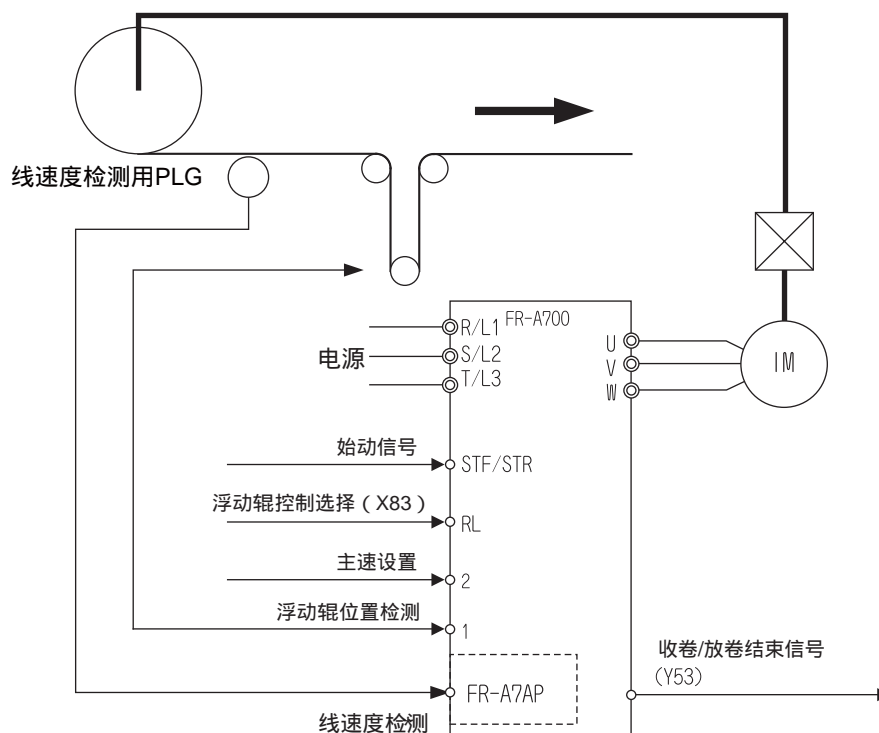 线速度检测用PLG
FR-A700
R/L1
电源
S/L2
T/L3
U
V
W
IM
始动信号
STF/STR
浮动辊控制选择（X83）
RL
主速设置
2
浮动辊位置检测
1
收卷/放卷结束信号
(Y53)
FR-A7AP
线速度检测